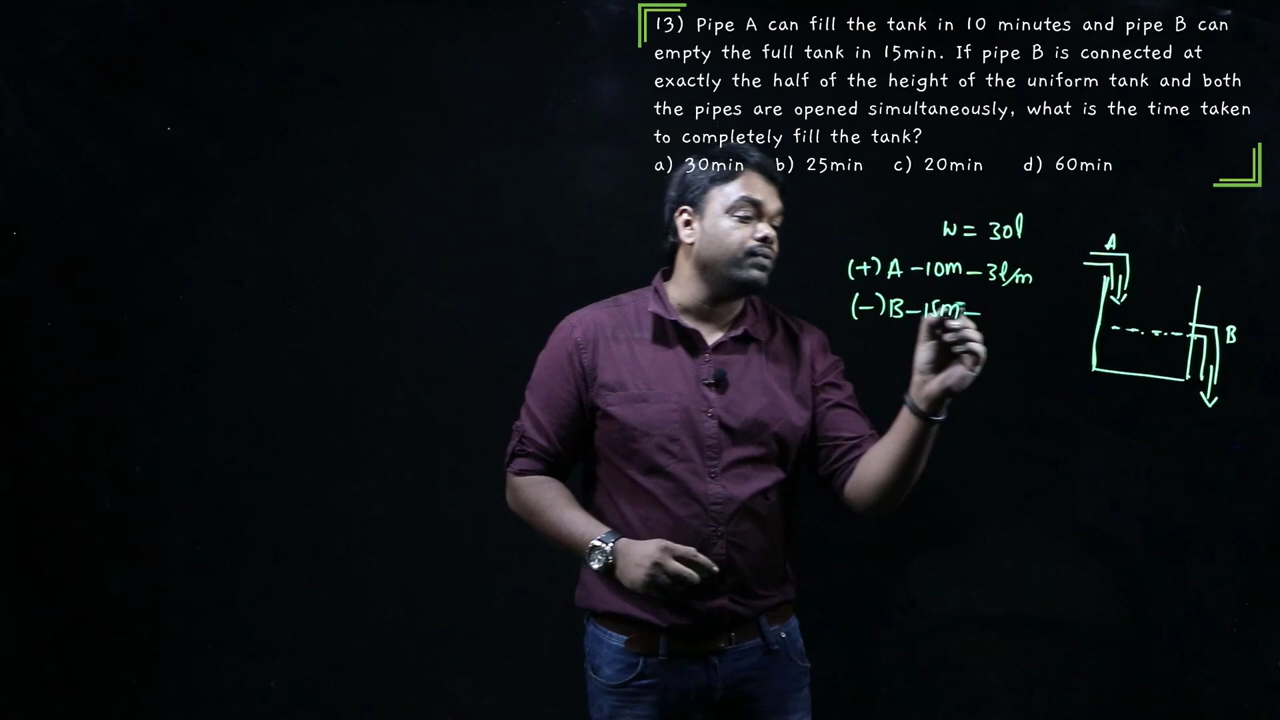 13) Pipe A can fill the tank in 10 minutes and pipe B can
empty the full tank in 15min. If pipe B is connected at
exactly the half of the height of the uniform tank and both
the pipes are opened simultaneously, what is the time taken
to completely fill the tank?
a) 30min b) 25min c) 20min d) 60min
W = 30l
(+) A - 10m - 3l/m
(-) B - 15m -
A
B